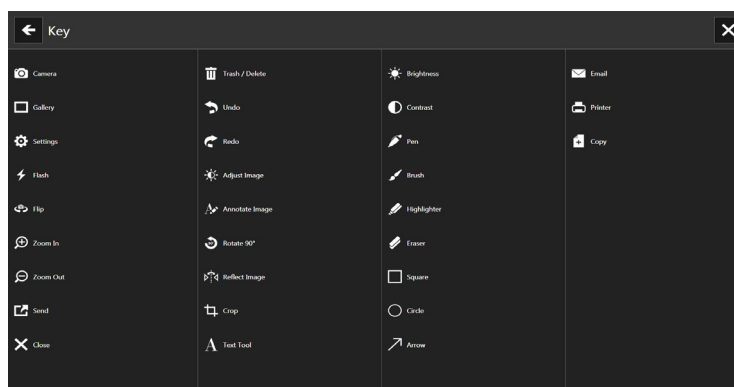 Key
Camera
Gallery
Settings
Flash
Flip
Zoom In
Zoom Out
Send
Close
Trash / Delete
Undo
Redo
Adjust Image
Annotate Image
Rotate 90°
Reflect Image
Crop
A Text Tool
Brightness
Contrast
Pen
Brush
Highlighter
Eraser
Square
Circle
Arrow
Email
Printer
Copy